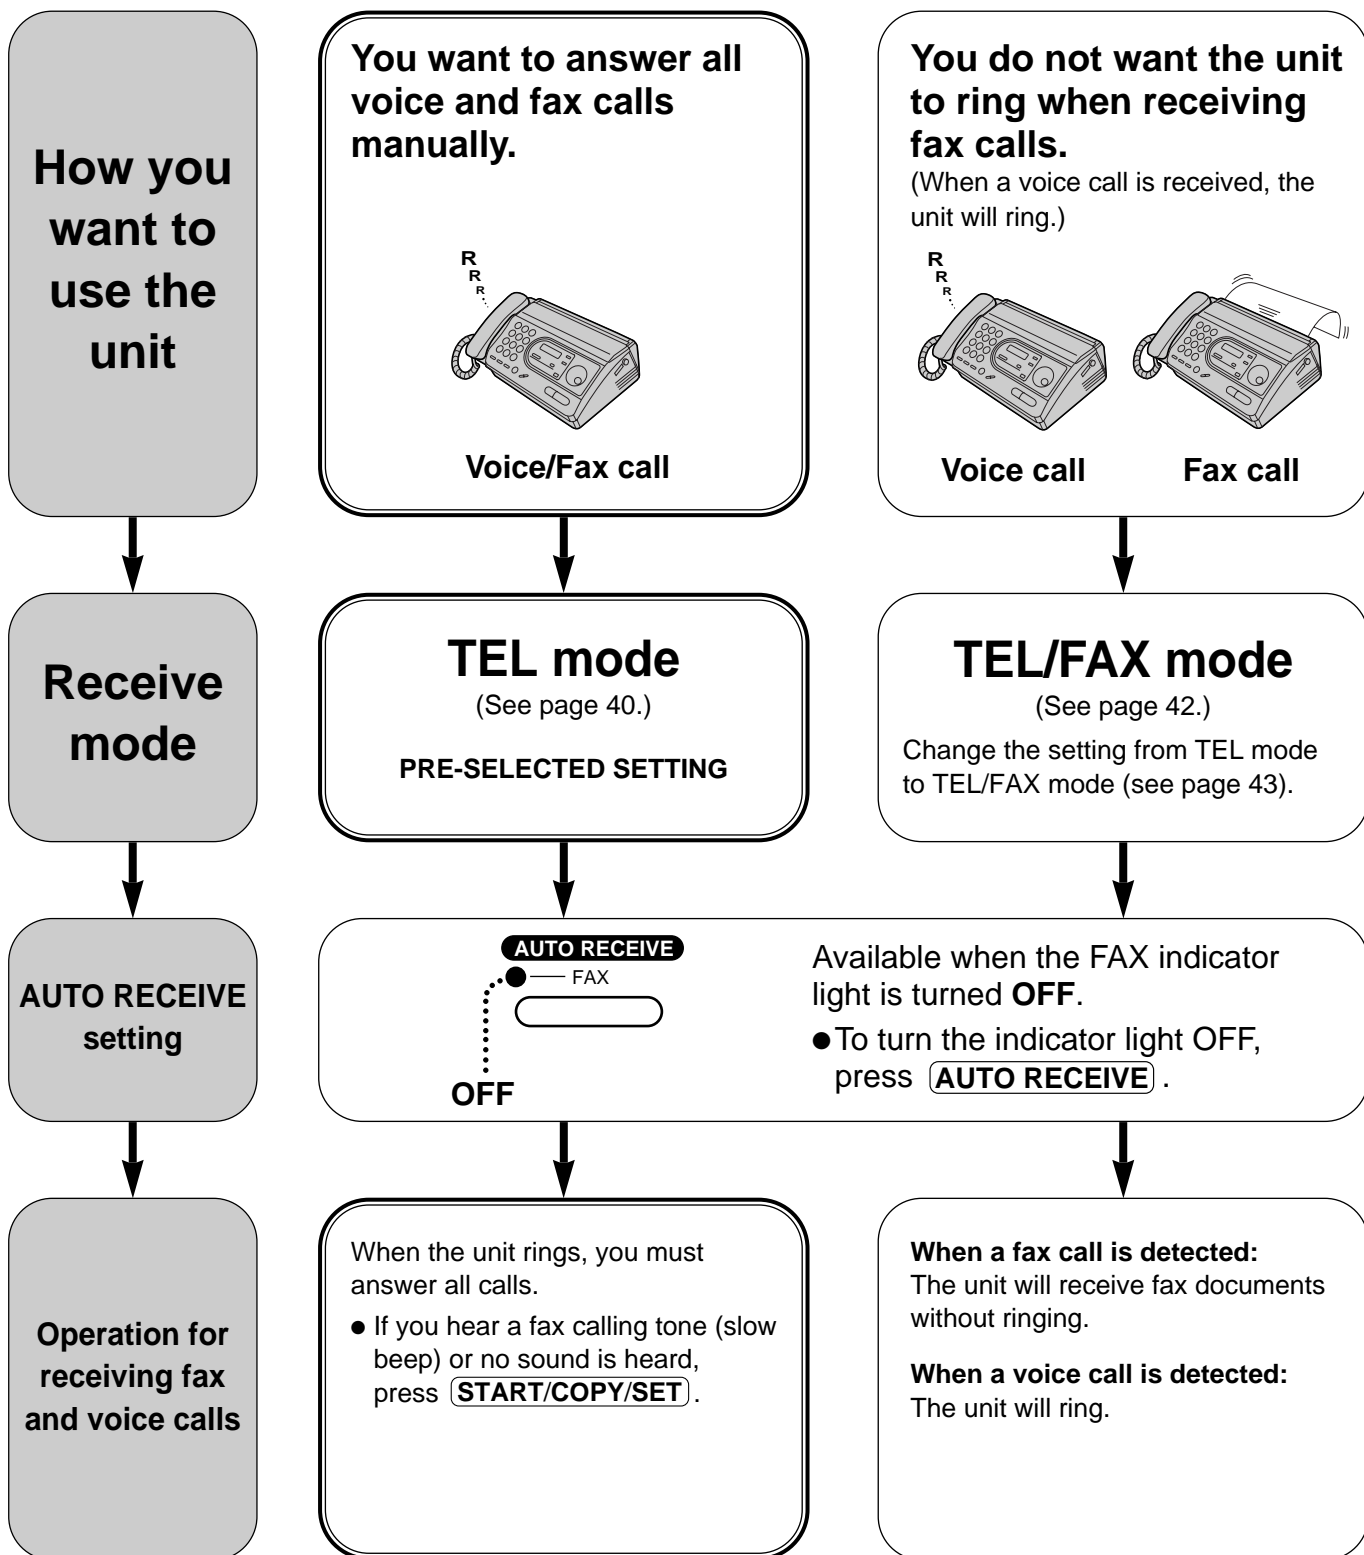 How you
want to
use the
unit
You want to answer all
voice and fax calls
manually.
R
R
R
Voice/Fax call
You do not want the unit
to ring when receiving
fax calls.
(When a voice call is received, the
unit will ring.)
R
R
R
Voice call
Fax call
Receive
mode
TEL mode
(See page 40.)
PRE-SELECTED SETTING
TEL/FAX mode
(See page 42.)
Change the setting from TEL mode
to TEL/FAX mode (see page 43).
AUTO RECEIVE
setting
AUTO RECEIVE
FAX
OFF
Available when the FAX indicator
light is turned OFF.
● To turn the indicator light OFF,
press AUTO RECEIVE .
Operation for
receiving fax
and voice calls
When the unit rings, you must
answer all calls.
● If you hear a fax calling tone (slow
beep) or no sound is heard,
press START/COPY/SET .
When a fax call is detected:
The unit will receive fax documents
without ringing.
When a voice call is detected:
The unit will ring.